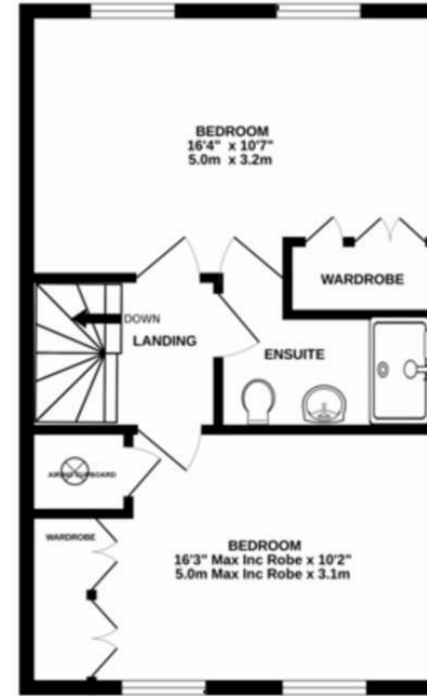 BEDROOM
16'4" x 10'7"
5.0m x 3.2m
WARDROBE
DOWN
LANDING
ENSUITE
CUPBOARD
WARDROBE
BEDROOM
16'3" Max Inc Robe x 10'2"
5.0m Max Inc Robe x 3.1m